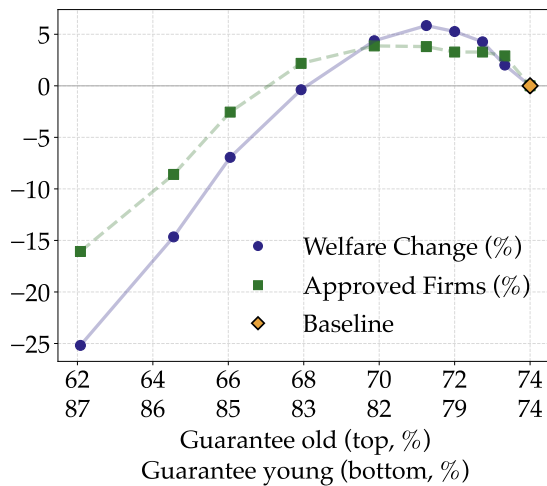 5
0
−5
−10
−15
−20
−25
Welfare Change (%)
Approved Firms (%)
Baseline
62 64 66 68 70 72 74
87 86 85 83 82 79 74
Guarantee old (top, %)
Guarantee young (bottom, %)